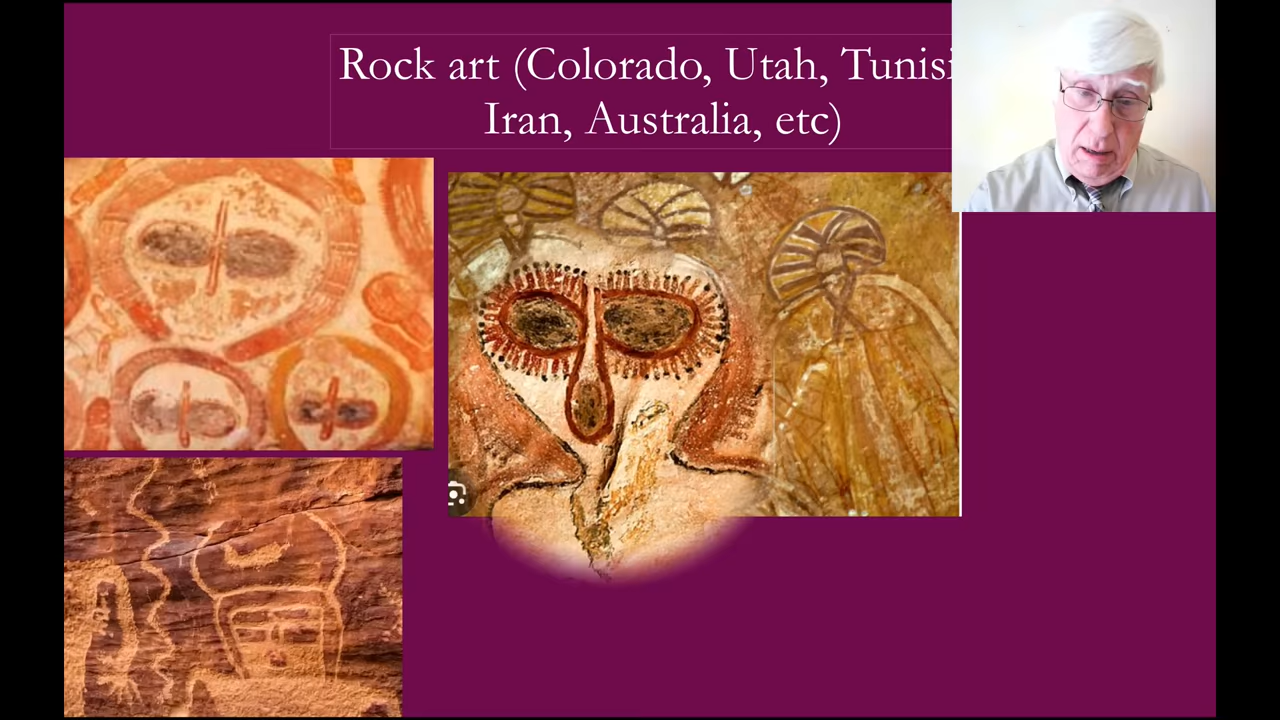 Rock art (Colorado, Utah, Tunisi
Iran, Australia, etc)